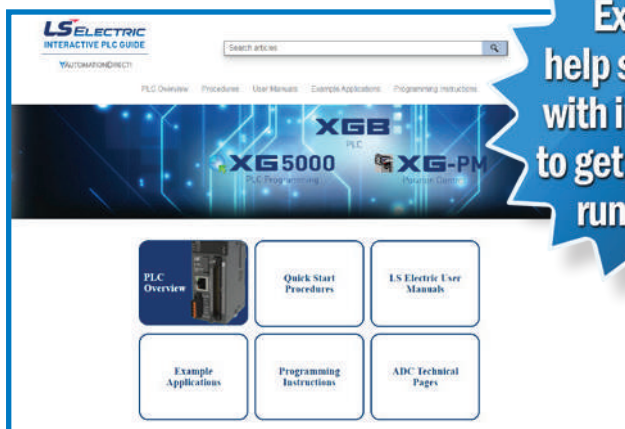 LS ELECTRIC
INTERACTIVE PLC GUIDE
AUTOMATIONDIRECT
Search articles
PLC Overview Procedures User Manuals Example Applications Programming Instructions
XGB
PLC
XG5000
PLC Programming
XG-PM
Position Control
help s
with i
to get
run
PLC
Overview
Quick Start
Procedures
LS Electric User
Manuals
Example
Applications
Programming
Instructions
ADC Technical
Pages